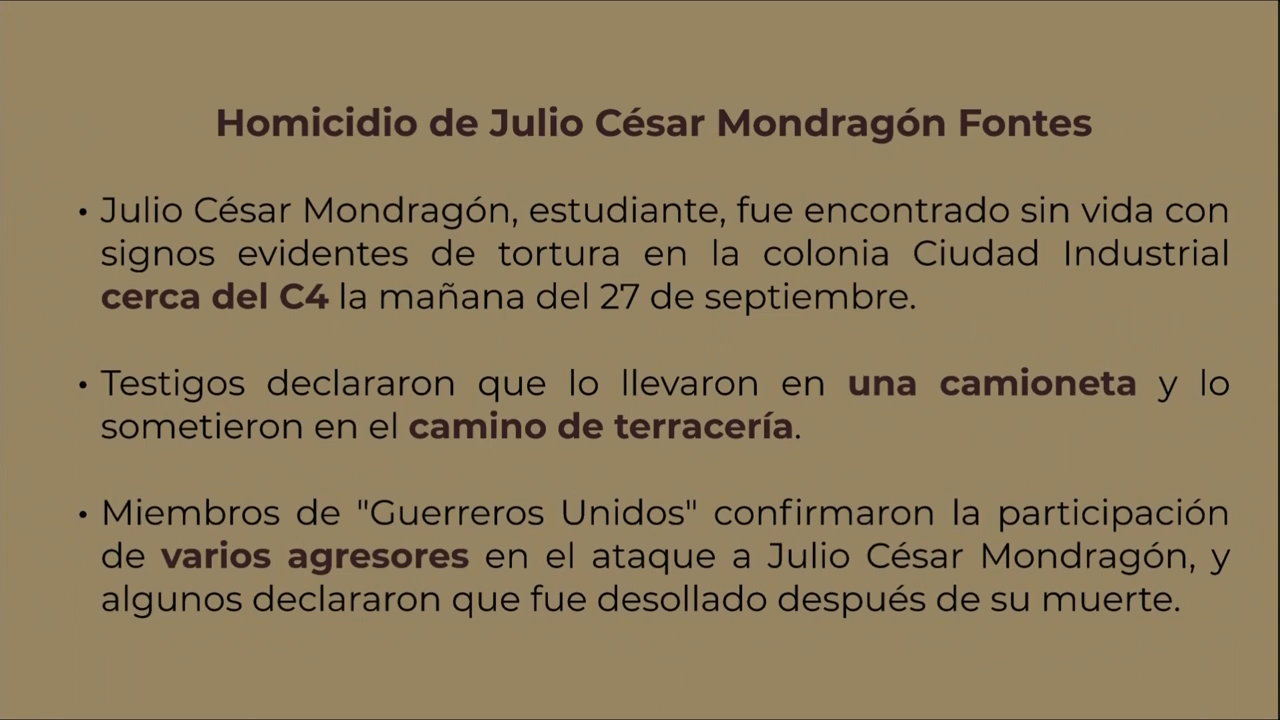 Homicidio de Julio César Mondragón Fontes
• Julio César Mondragón, estudiante, fue encontrado sin vida con
signos evidentes de tortura en la colonia Ciudad Industrial
cerca del C4 la mañana del 27 de septiembre.
• Testigos declararon que lo llevaron en una camioneta y lo
sometieron en el camino de terracería.
• Miembros de "Guerreros Unidos" confirmaron la participación
de varios agresores en el ataque a Julio César Mondragón, y
algunos declararon que fue desollado después de su muerte.